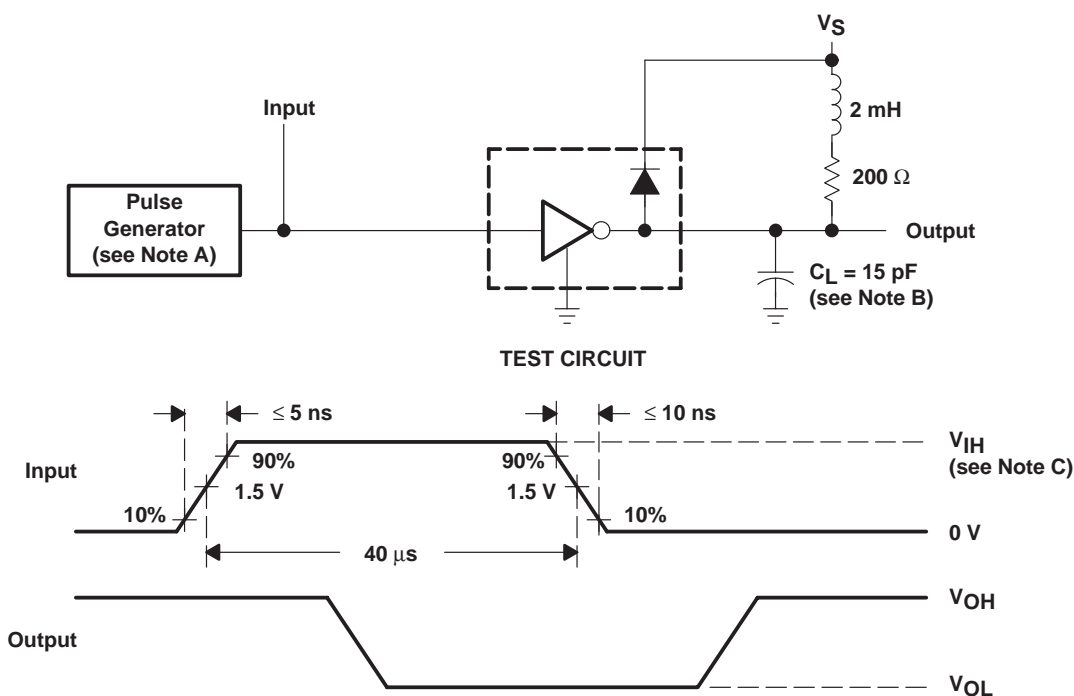 VS
2 mH
Input
200 Ω
Pulse
Generator
(see Note A)
Output
CL = 15 pF
(see Note B)
TEST CIRCUIT
≤ 5 ns
≤ 10 ns
VIH
(see Note C)
Input
90%
90%
1.5 V
1.5 V
10%
10%
0 V
40 μs
VOH
Output
VOL